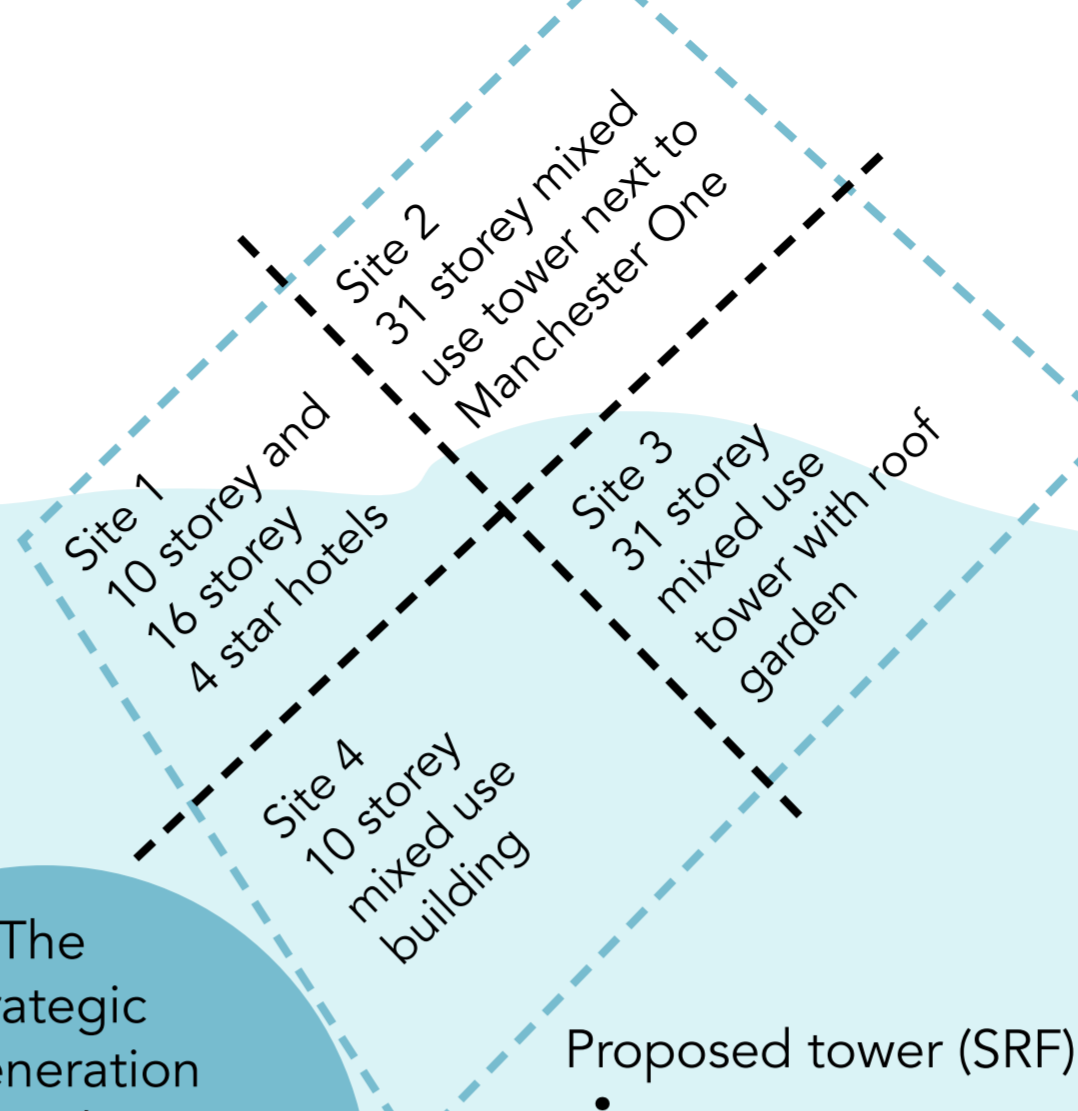 Site 2
31 storey mixed
use tower next to
Manchester One
Site 1
10 storey and
16 storey
4 star hotels
Site 3
31 storey
mixed use
tower with roof
garden
Site 4
10 storey
mixed use
building
The
rategic
eneration
Proposed tower (SRF)